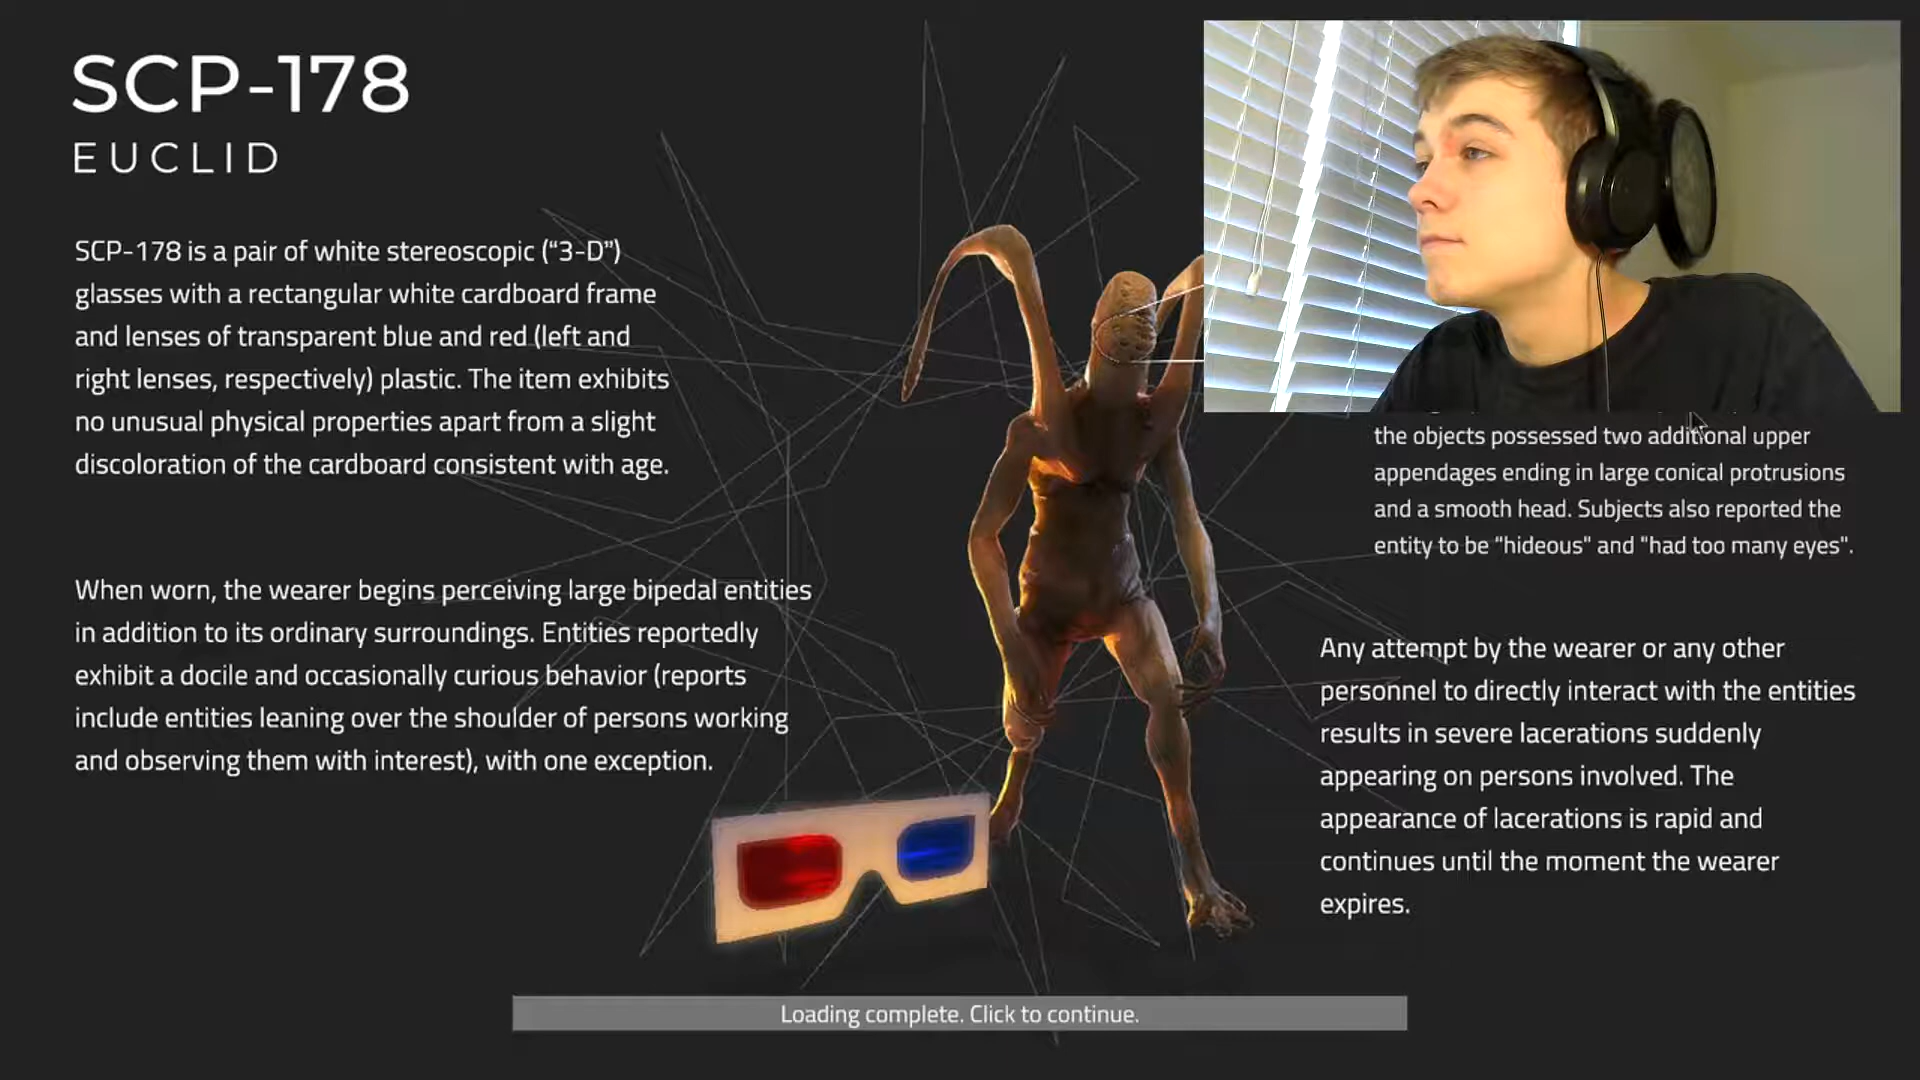 SCP-178
EUCLID
SCP-178 is a pair of white stereoscopic (“3-D”)
glasses with a rectangular white cardboard frame
and lenses of transparent blue and red (left and
right lenses, respectively) plastic. The item exhibits
no unusual physical properties apart from a slight
discoloration of the cardboard consistent with age.
When worn, the wearer begins perceiving large bipedal entities
in addition to its ordinary surroundings. Entities reportedly
exhibit a docile and occasionally curious behavior (reports
include entities leaning over the shoulder of persons working
and observing them with interest), with one exception.
the objects possessed two additional upper
appendages ending in large conical protrusions
and a smooth head. Subjects also reported the
entity to be "hideous" and "had too many eyes".
Any attempt by the wearer or any other
personnel to directly interact with the entities
results in severe lacerations suddenly
appearing on persons involved. The
appearance of lacerations is rapid and
continues until the moment the wearer
expires.
Loading complete. Click to continue.